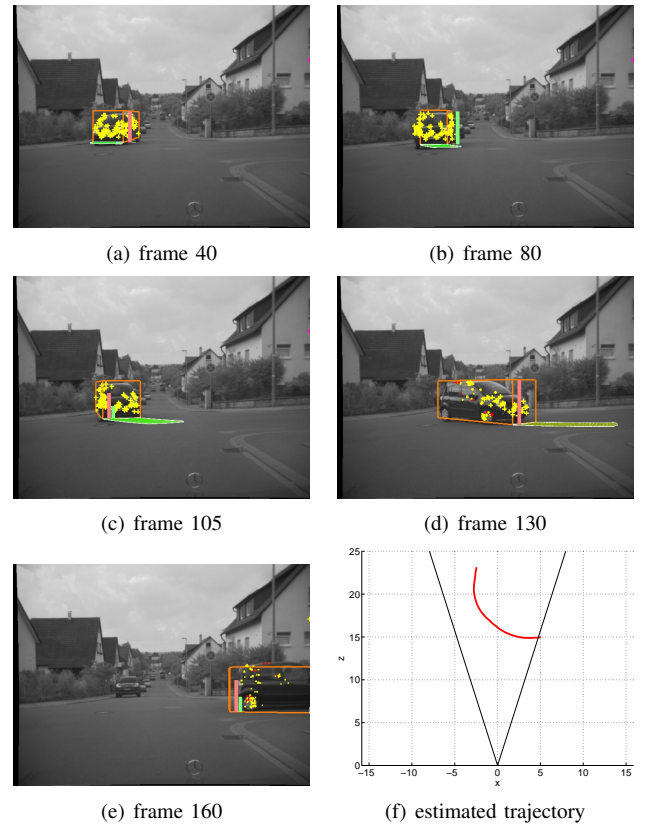 (a) frame 40
(b) frame 80
(c) frame 105
(d) frame 130
25
20
15
10
5
0
z
−15
−10
−5
0
5
10
15
x
(e) frame 160
(f) estimated trajectory